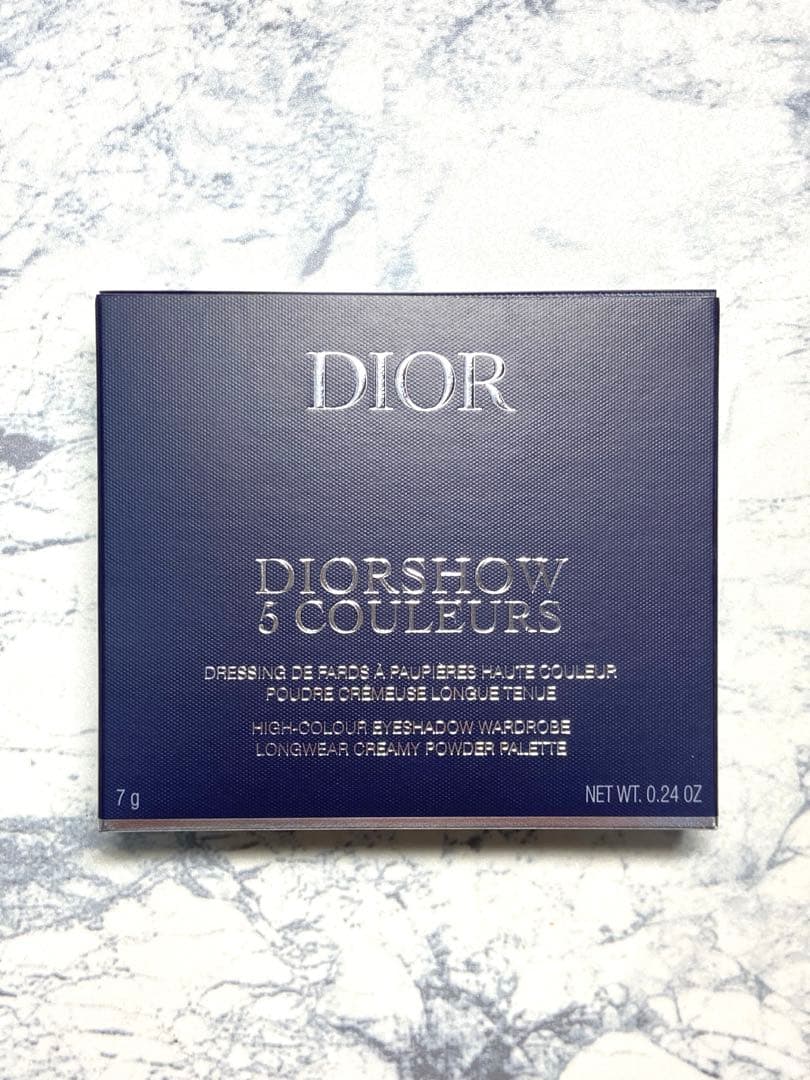 DIOR
DIORSHOW
5 COULEURS
DRESSING DE FARDS À PAUPIÈRES HAUTE COULEUR
POUDRE CRÉMEUSE LONGUE TENUE
HIGH-COLOUR EYESHADOW WARDROBE
LONGWEAR CREAMY POWDER PALETTE
7 g
NET WT. 0.24 OZ